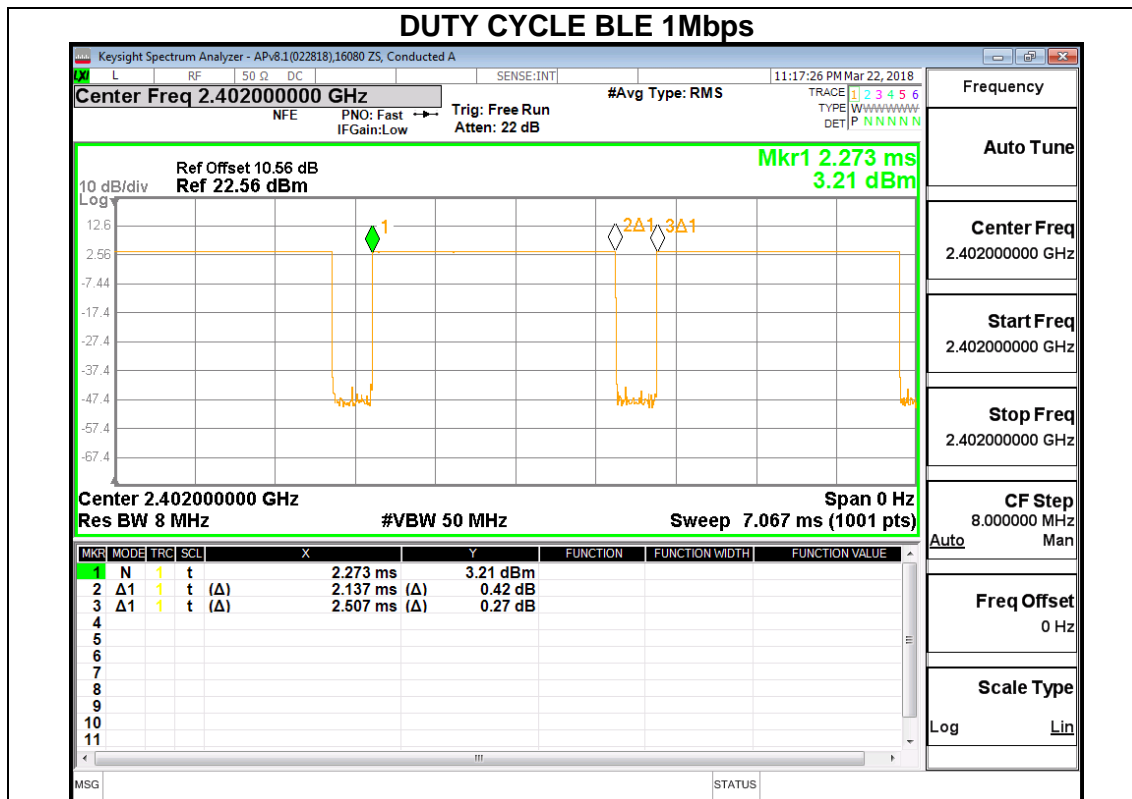 DUTY CYCLE BLE 1Mbps
Keysight Spectrum Analyzer - APv8.1(022818),16080 ZS, Conducted A
LXI L RF 50 Ω DC SENSE:INT 11:17:26 PM Mar 22, 2018
Center Freq 2.402000000 GHz #Avg Type: RMS TRACE 1 2 3 4 5 6
NFE PNO: Fast Trig: Free Run TYPE W W W W W W
IFGain:Low Atten: 22 dB DET P N N N N N
Mkr1 2.273 ms
3.21 dBm
Ref Offset 10.56 dB
10 dB/div Ref 22.56 dBm
Log
12.6
2.56
-7.44
-17.4
-27.4
-37.4
-47.4
-57.4
-67.4
1 2Δ1 3Δ1
Center 2.402000000 GHz Span 0 Hz
Res BW 8 MHz #VBW 50 MHz Sweep 7.067 ms (1001 pts)
MKR MODE TRC SCL X Y FUNCTION FUNCTION WIDTH FUNCTION VALUE
1 N 1 t 2.273 ms 3.21 dBm
2 Δ1 1 t (Δ) 2.137 ms (Δ) 0.42 dB
3 Δ1 1 t (Δ) 2.507 ms (Δ) 0.27 dB
4
5
6
7
8
9
10
11
MSG STATUS
Frequency
Auto Tune
Center Freq
2.402000000 GHz
Start Freq
2.402000000 GHz
Stop Freq
2.402000000 GHz
CF Step
8.000000 MHz
Auto Man
Freq Offset
0 Hz
Scale Type
Log Lin